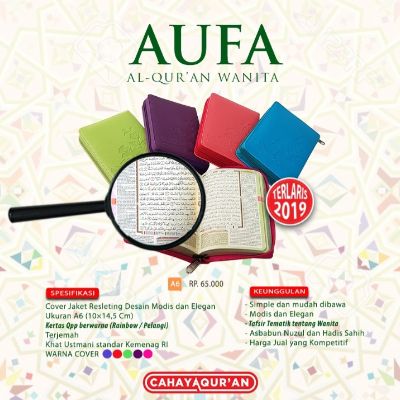 AUFA
AL-QUR'AN WANITA
TERLARIS
2019
A6 RP. 65.000
SPESIFIKASI
Cover Jaket Resleting Desain Modis dan Elegan
Ukuran A6 (10×14,5 Cm)
Kertas Qpp berwarna (Rainbow / Pelangi)
Terjemah
Khat Ustmani standar Kemenag RI
WARNA COVER
KEUNGGULAN
- Simple dan mudah dibawa
- Modis dan Elegan
- Tafsir Tematik tentang Wanita
- Asbabun Nuzul dan Hadis Sahih
- Harga Jual yang Kompetitif
CAHAYAQUR'AN